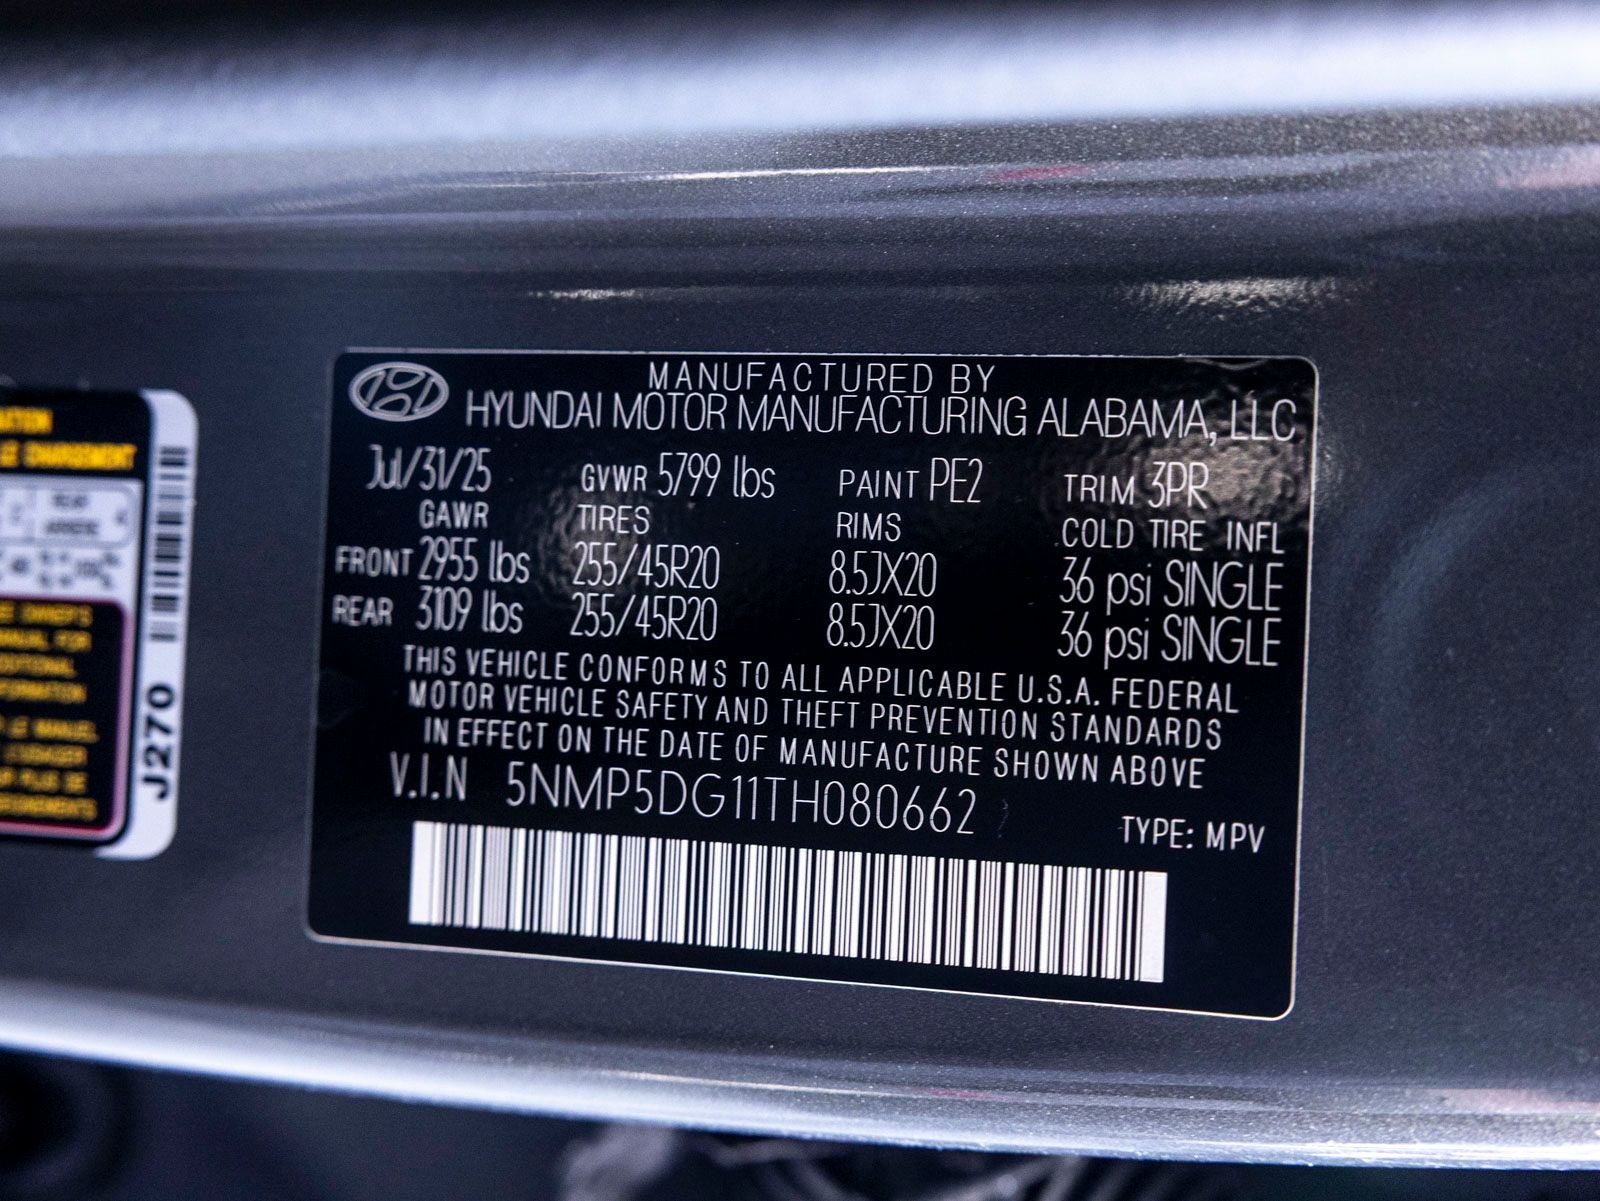 MANUFACTURED BY
HYUNDAI MOTOR MANUFACTURING ALABAMA, LLC
Jul/31/25 GVWR 5799 lbs PAINT PE2 TRIM 3PR
GAWR TIRES RIMS COLD TIRE INFL
FRONT 2955 lbs 255/45R20 8.5JX20 36 psi SINGLE
REAR 3109 lbs 255/45R20 8.5JX20 36 psi SINGLE
THIS VEHICLE CONFORMS TO ALL APPLICABLE U.S.A. FEDERAL
MOTOR VEHICLE SAFETY AND THEFT PREVENTION STANDARDS
IN EFFECT ON THE DATE OF MANUFACTURE SHOWN ABOVE
V.I.N 5NMP5DG11TH080662
TYPE: MPV
J270